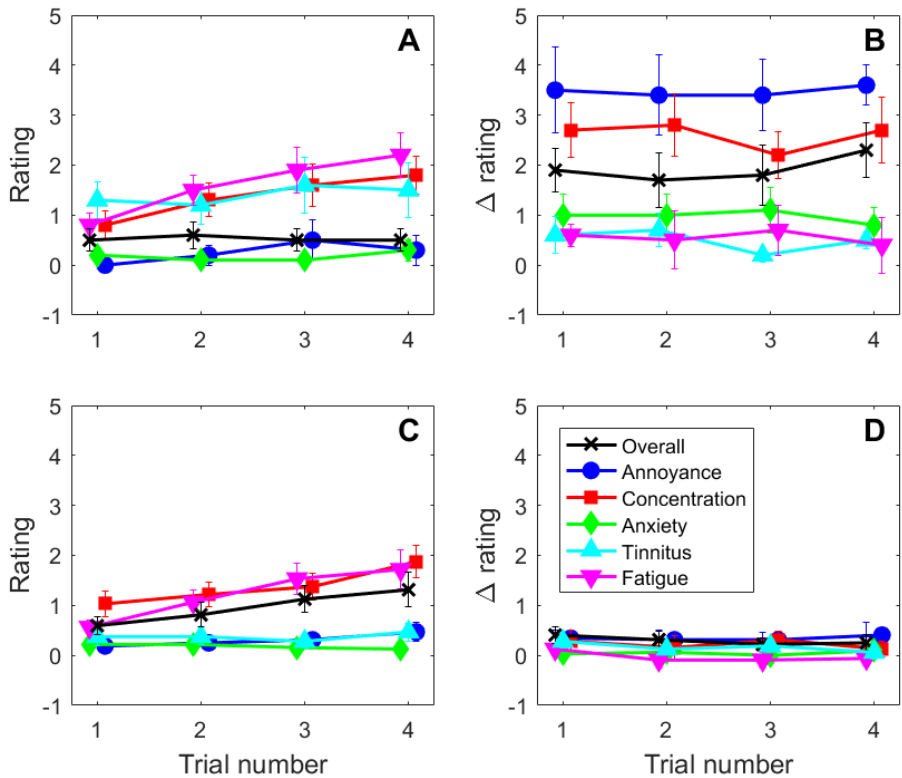 A
Rating
5
4
3
2
1
0
-1
1 2 3 4
B
Δ rating
5
4
3
2
1
0
-1
1 2 3 4
C
Rating
5
4
3
2
1
0
-1
1 2 3 4
Trial number
D
Δ rating
5
4
3
2
1
0
-1
Overall
Annoyance
Concentration
Anxiety
Tinnitus
Fatigue
1 2 3 4
Trial number